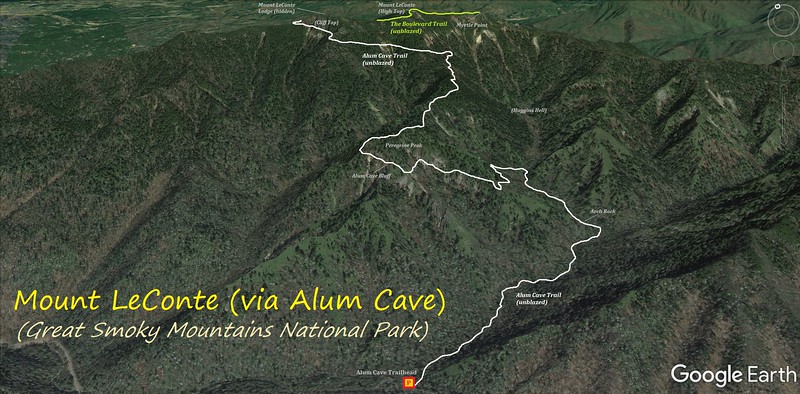 Mount LeConte
Lodge (hidden)
(Cliff Top)
Mount LeConte
(High Top)
The Boulevard Trail
(unblazed)
Myrtle Point
Alum Cave Trail
(unblazed)
(Huggins Hell)
Peregrine Peak
Alum Cave Bluff
Arch Rock
Alum Cave Trail
(unblazed)
Mount LeConte (via Alum Cave)
(Great Smoky Mountains National Park)
Alum Cave Trailhead
P
Google Earth